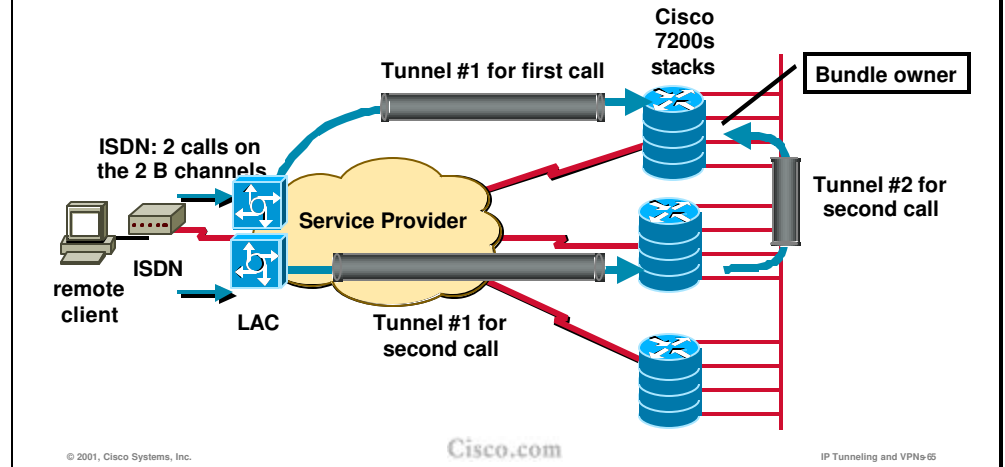 Cisco
7200s
stacks
Bundle owner
Tunnel #1 for first call
ISDN: 2 calls on
the 2 B channels
Service Provider
Tunnel #2 for
second call
ISDN
remote
client
LAC
Tunnel #1 for
second call
© 2001, Cisco Systems, Inc.
Cisco.com
IP Tunneling and VPNs-65